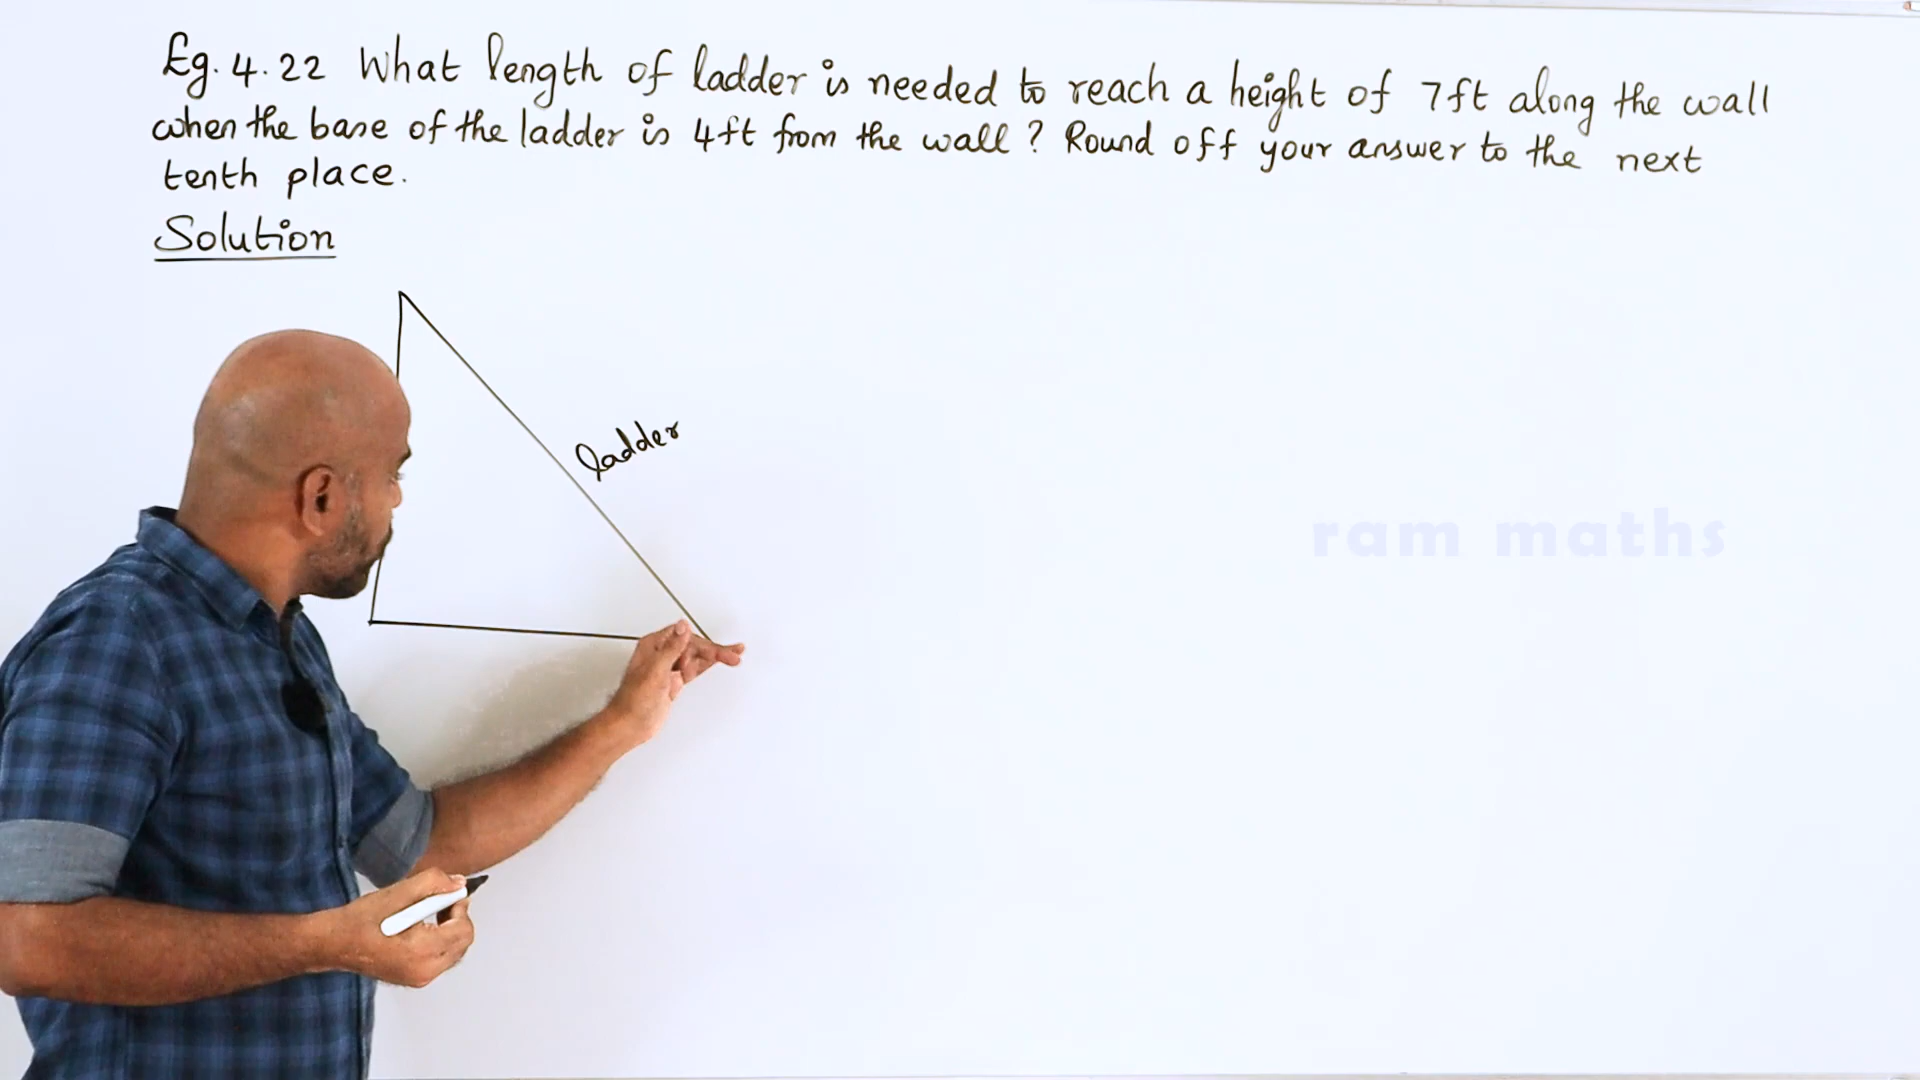 Eg. 4.22 What length of ladder is needed to reach a height of 7ft along the wall
when the base of the ladder is 4ft from the wall ? Round off your answer to the next
tenth place.
Solution
ladder
ram maths